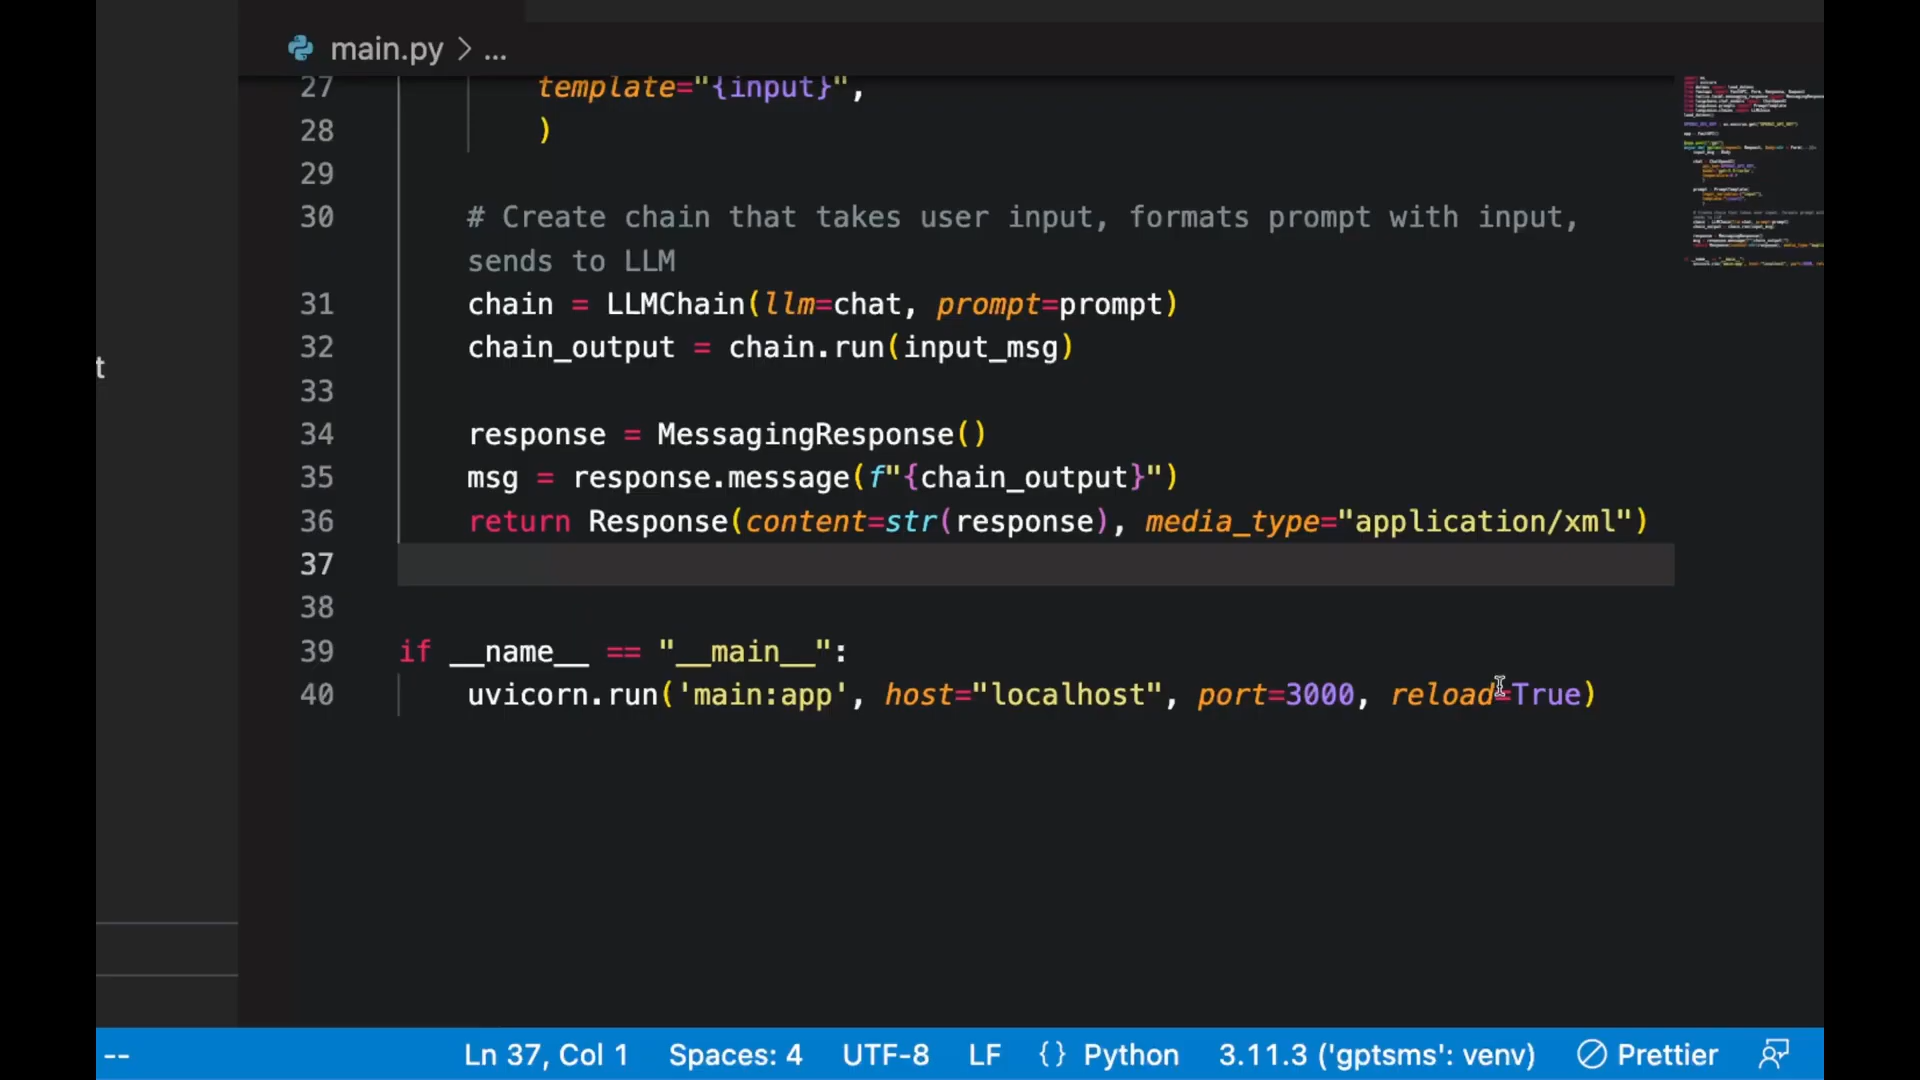 main.py > ...
27 template="{input}",
28 )
29
30 # Create chain that takes user input, formats prompt with input,
sends to LLM
31 chain = LLMChain(llm=chat, prompt=prompt)
32 chain_output = chain.run(input_msg)
33
34 response = MessagingResponse()
35 msg = response.message(f"{chain_output}")
36 return Response(content=str(response), media_type="application/xml")
37
38
39 if __name__ == "__main__":
40 uvicorn.run('main:app', host="localhost", port=3000, reload=True)
t
-- Ln 37, Col 1 Spaces: 4 UTF-8 LF {} Python 3.11.3 ('gptsms': venv) Prettier